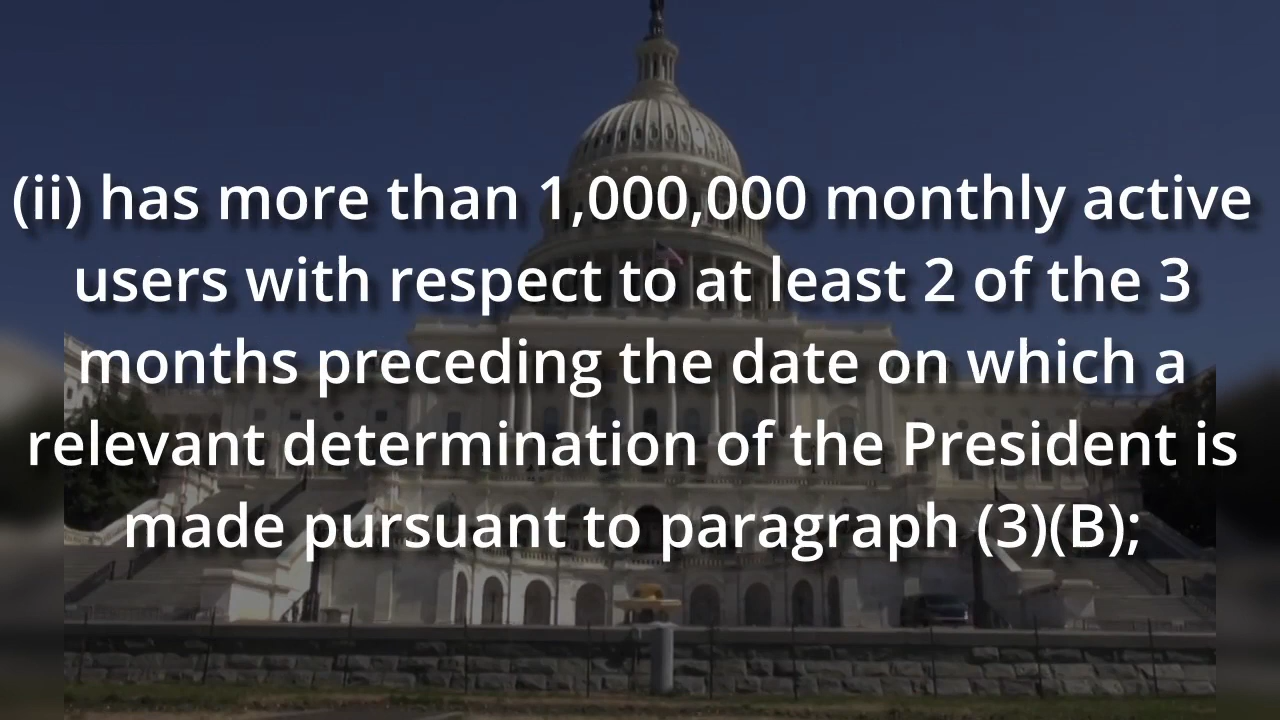 (ii) has more than 1,000,000 monthly active
users with respect to at least 2 of the 3
months preceding the date on which a
relevant determination of the President is
made pursuant to paragraph (3)(B);